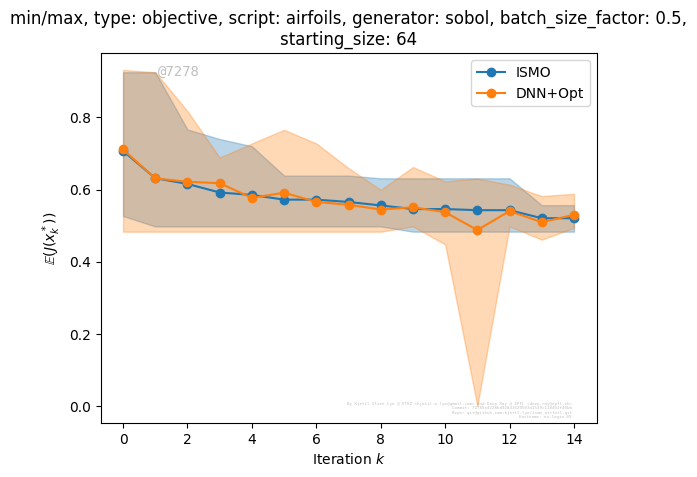 min/max, type: objective, script: airfoils, generator: sobol, batch_size_factor: 0.5,
starting_size: 64
@7278
ISMO
DNN+Opt
0.8
0.6
0.4
0.2
0.0
𝔼(J(x*ₖ))
0 2 4 6 8 10 12 14
Iteration k